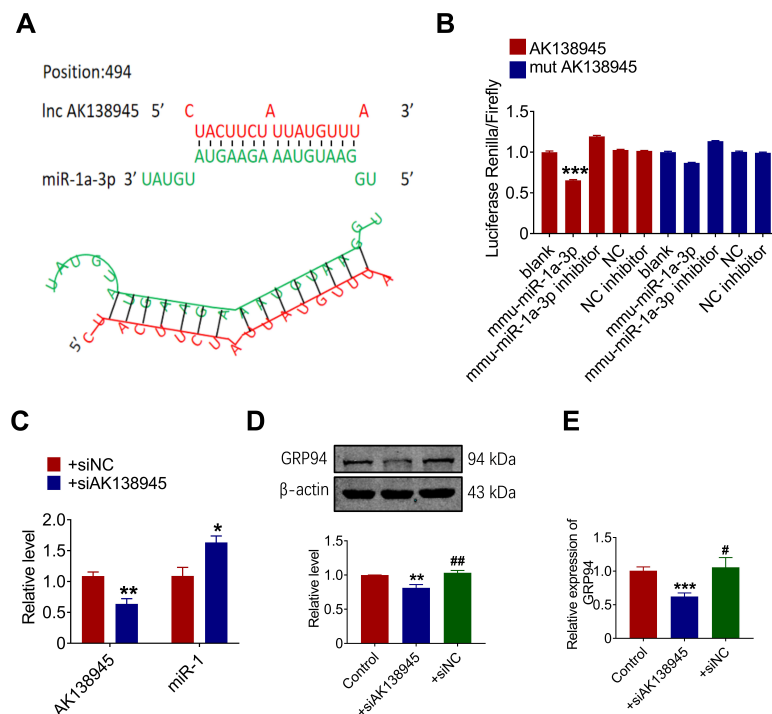 A
Position:494
lnc AK138945 5’ C A A 3’
UACUUCU UUAUGUUU
AUGAAGA AAUGUAAG
miR-1a-3p 3’ UAUGU GU 5’
5’
B
AK138945
mut AK138945
Luciferase Renilla/Firefly
1.5
1.0
0.5
0
***
blank
mmu-miR-1a-3p
mmu-miR-1a-3p inhibitor
NC
NC inhibitor
blank
mmu-miR-1a-3p
mmu-miR-1a-3p inhibitor
NC
NC inhibitor
C
+siNC
+siAK138945
Relative level
2.0
1.5
1.0
0.5
0
**
*
AK138945
miR-1
D
GRP94 94 kDa
β-actin 43 kDa
Relative level
1.5
1.0
0.5
0
**
##
Control
+siAK138945
+siNC
E
Relative expression of
GRP94
1.5
1.0
0.5
0
***
#
Control
+siAK138945
+siNC